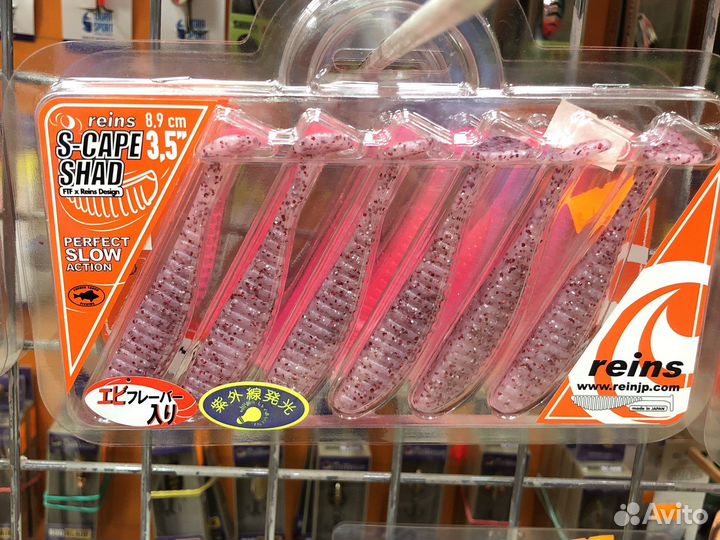 reins 8,9 cm
S-CAPE 3,5"
SHAD
FTF x Reins Design
PERFECT
SLOW
ACTION
エビフレーバー
入り
紫外線発光
reins
www.reinjp.com
made in JAPAN
Avito